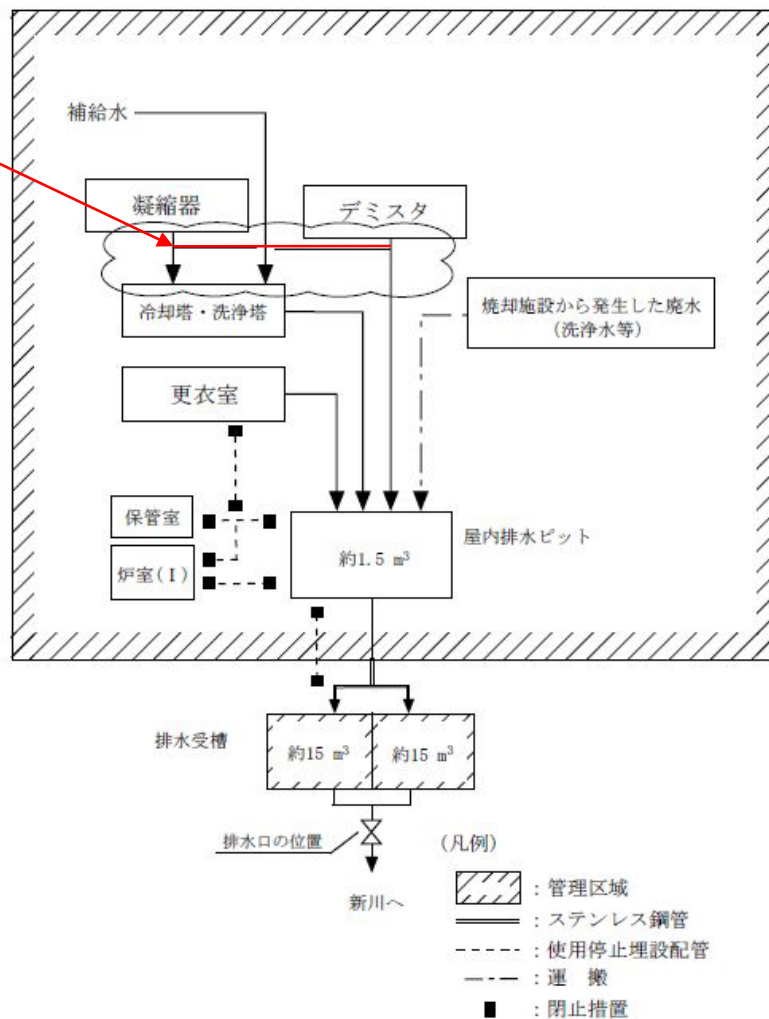 補給水
凝縮器
デミスタ
冷却塔・洗浄塔
焼却施設から発生した廃水
(洗浄水等)
更衣室
保管室
炉室(Ⅰ)
約1.5 m³
屋内排水ピット
排水受槽
約15 m³
約15 m³
排水口の位置
新川へ
(凡例)
：管理区域
：ステンレス鋼管
：使用停止埋設配管
：運　搬
：閉止措置